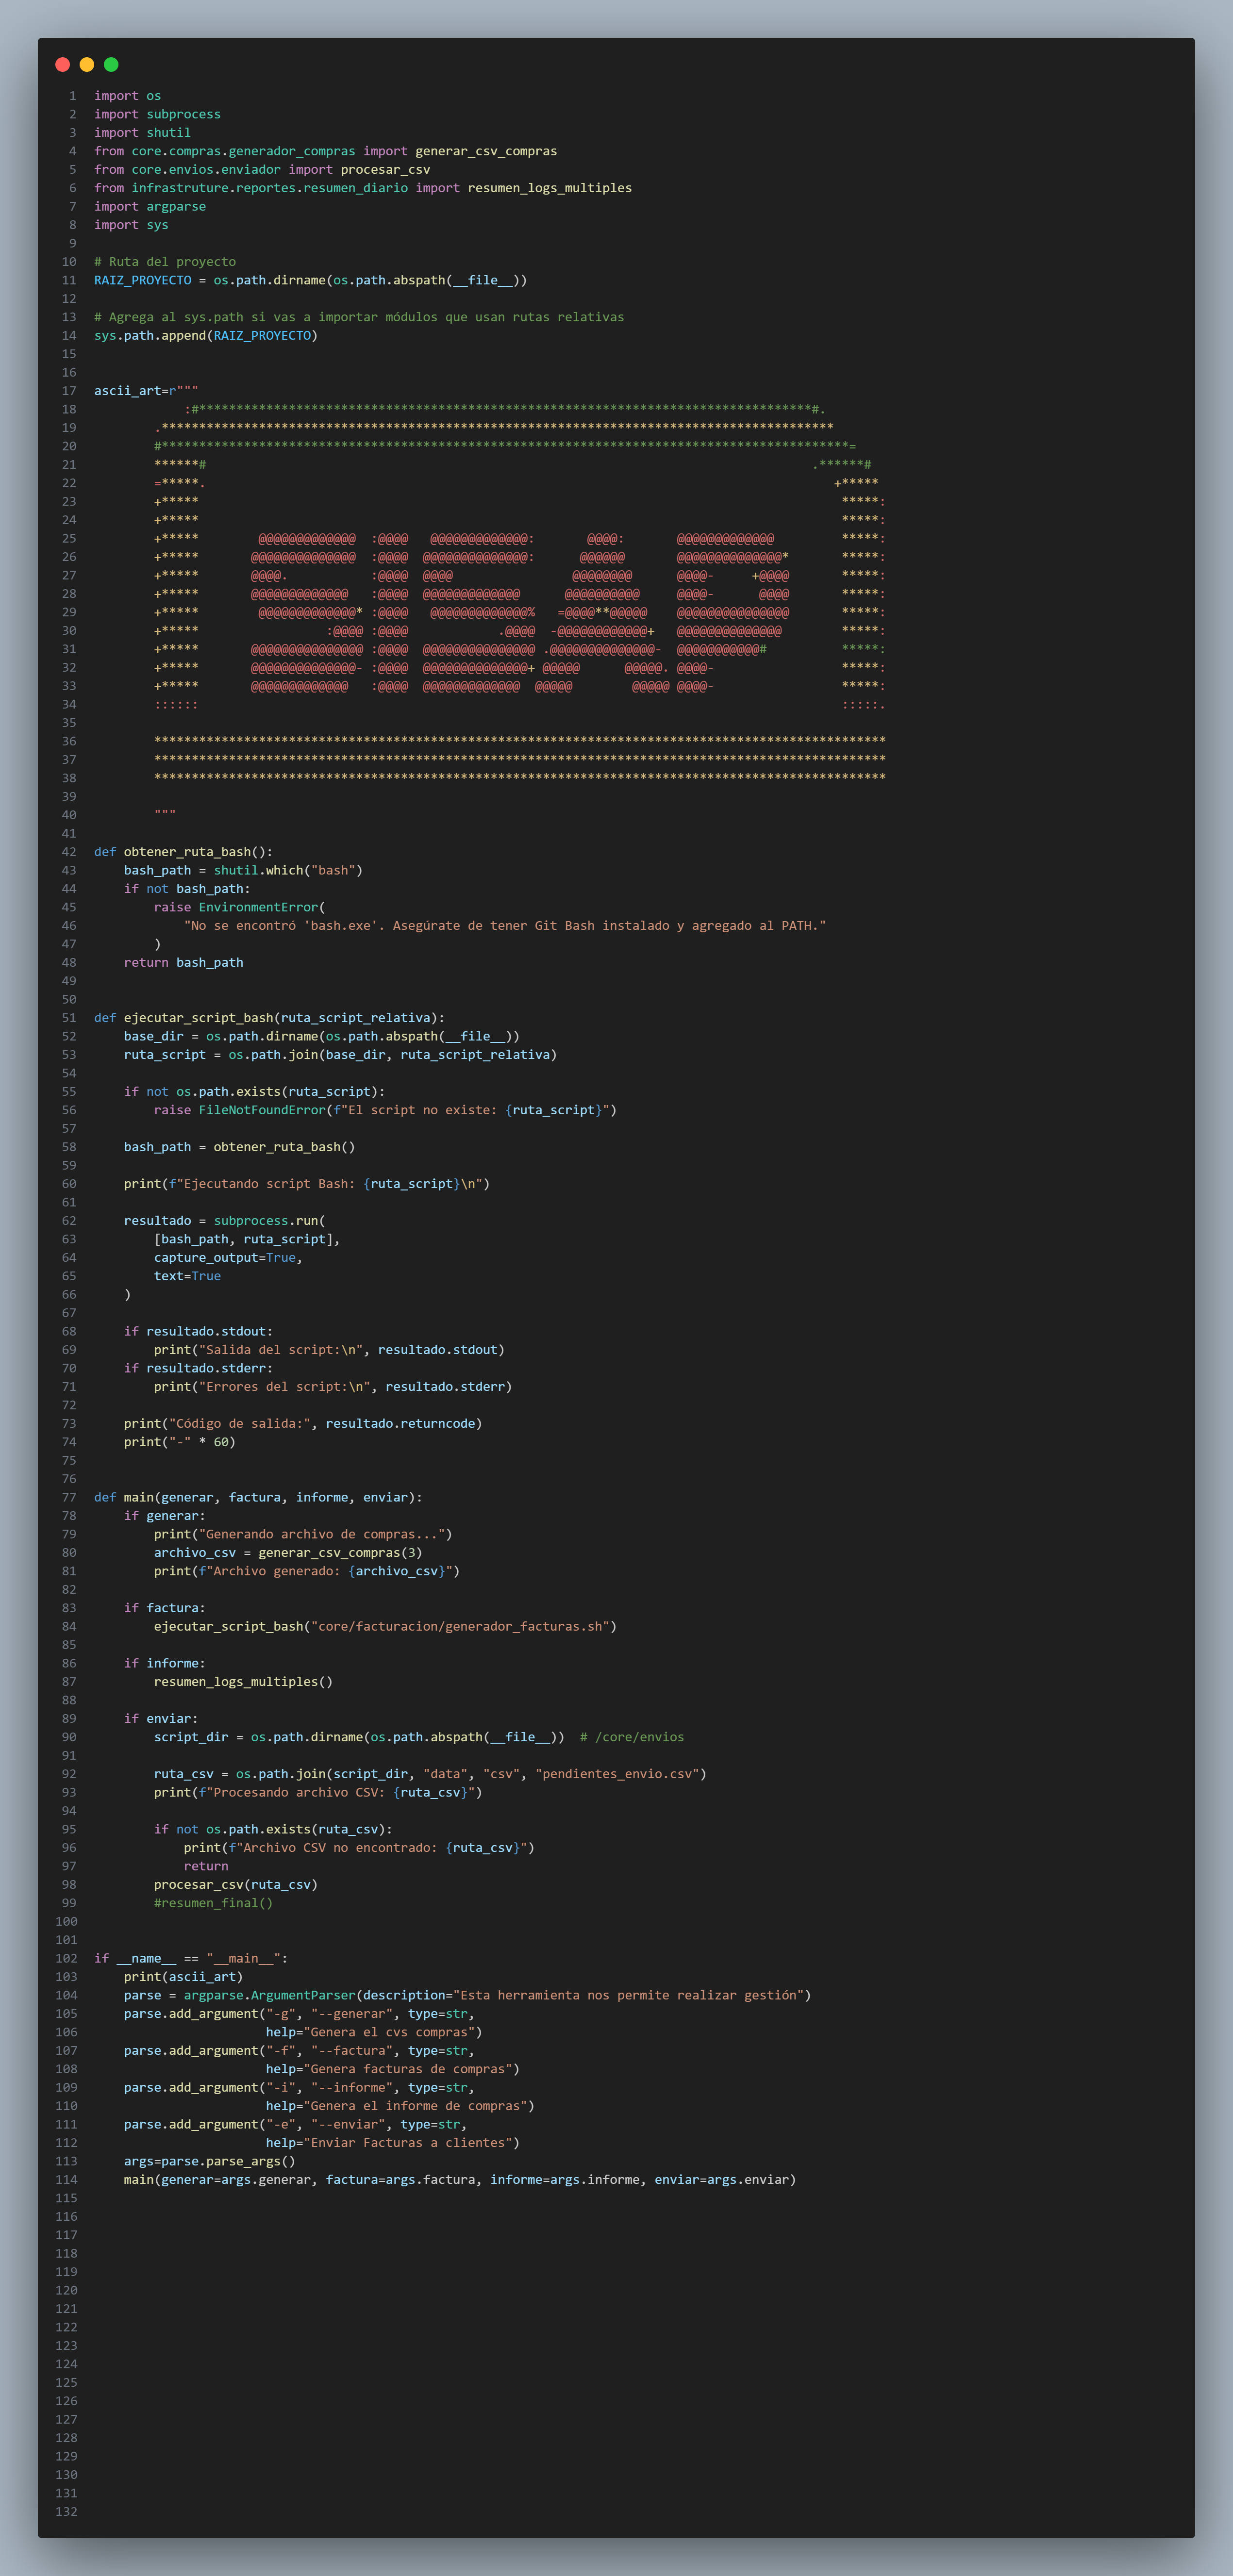 1 import os
2 import subprocess
3 import shutil
4 from core.compras.generador_compras import generar_csv_compras
5 from core.envios.enviador import procesar_csv
6 from infrastruture.reportes.resumen_diario import resumen_logs_multiples
7 import argparse
8 import sys
9
10 # Ruta del proyecto
11 RAIZ_PROYECTO = os.path.dirname(os.path.abspath(__file__))
12
13 # Agrega al sys.path si vas a importar módulos que usan rutas relativas
14 sys.path.append(RAIZ_PROYECTO)
15
16
17 ascii_art=r"""
18             :#**********************************************************************************#.
19         .******************************************************************************************
20         #********************************************************************************************=
21         ******#                                                                                 .******#
22         =*****.                                                                                    +*****
23         +*****                                                                                      *****:
24         +*****                                                                                      *****:
25         +*****        @@@@@@@@@@@@@  :@@@@   @@@@@@@@@@@@@:       @@@@:       @@@@@@@@@@@@@         *****:
26         +*****       @@@@@@@@@@@@@@  :@@@@  @@@@@@@@@@@@@@:      @@@@@@       @@@@@@@@@@@@@@*       *****:
27         +*****       @@@@.           :@@@@  @@@@                @@@@@@@@      @@@@-     +@@@@       *****:
28         +*****       @@@@@@@@@@@@@   :@@@@  @@@@@@@@@@@@@      @@@@@@@@@@     @@@@-      @@@@       *****:
29         +*****        @@@@@@@@@@@@@* :@@@@   @@@@@@@@@@@@@%   =@@@@**@@@@@    @@@@@@@@@@@@@@@       *****:
30         +*****                 :@@@@ :@@@@            .@@@@  -@@@@@@@@@@@@+   @@@@@@@@@@@@@@        *****:
31         +*****       @@@@@@@@@@@@@@@ :@@@@  @@@@@@@@@@@@@@@ .@@@@@@@@@@@@@@-  @@@@@@@@@@@#          *****:
32         +*****       @@@@@@@@@@@@@@- :@@@@  @@@@@@@@@@@@@@+ @@@@@      @@@@@. @@@@-                 *****:
33         +*****       @@@@@@@@@@@@@   :@@@@  @@@@@@@@@@@@@  @@@@@        @@@@@ @@@@-                 *****:
34         ::::::                                                                                      :::::.
35
36         **************************************************************************************************
37         **************************************************************************************************
38         **************************************************************************************************
39
40         """
41
42 def obtener_ruta_bash():
43     bash_path = shutil.which("bash")
44     if not bash_path:
45         raise EnvironmentError(
46             "No se encontró 'bash.exe'. Asegúrate de tener Git Bash instalado y agregado al PATH."
47         )
48     return bash_path
49
50
51 def ejecutar_script_bash(ruta_script_relativa):
52     base_dir = os.path.dirname(os.path.abspath(__file__))
53     ruta_script = os.path.join(base_dir, ruta_script_relativa)
54
55     if not os.path.exists(ruta_script):
56         raise FileNotFoundError(f"El script no existe: {ruta_script}")
57
58     bash_path = obtener_ruta_bash()
59
60     print(f"Ejecutando script Bash: {ruta_script}\n")
61
62     resultado = subprocess.run(
63         [bash_path, ruta_script],
64         capture_output=True,
65         text=True
66     )
67
68     if resultado.stdout:
69         print("Salida del script:\n", resultado.stdout)
70     if resultado.stderr:
71         print("Errores del script:\n", resultado.stderr)
72
73     print("Código de salida:", resultado.returncode)
74     print("-" * 60)
75
76
77 def main(generar, factura, informe, enviar):
78     if generar:
79         print("Generando archivo de compras...")
80         archivo_csv = generar_csv_compras(3)
81         print(f"Archivo generado: {archivo_csv}")
82
83     if factura:
84         ejecutar_script_bash("core/facturacion/generador_facturas.sh")
85
86     if informe:
87         resumen_logs_multiples()
88
89     if enviar:
90         script_dir = os.path.dirname(os.path.abspath(__file__))  # /core/envios
91
92         ruta_csv = os.path.join(script_dir, "data", "csv", "pendientes_envio.csv")
93         print(f"Procesando archivo CSV: {ruta_csv}")
94
95         if not os.path.exists(ruta_csv):
96             print(f"Archivo CSV no encontrado: {ruta_csv}")
97             return
98         procesar_csv(ruta_csv)
99         #resumen_final()
100
101
102 if __name__ == "__main__":
103     print(ascii_art)
104     parse = argparse.ArgumentParser(description="Esta herramienta nos permite realizar gestión")
105     parse.add_argument("-g", "--generar", type=str,
106                        help="Genera el cvs compras")
107     parse.add_argument("-f", "--factura", type=str,
108                        help="Genera facturas de compras")
109     parse.add_argument("-i", "--informe", type=str,
110                        help="Genera el informe de compras")
111     parse.add_argument("-e", "--enviar", type=str,
112                        help="Enviar Facturas a clientes")
113     args=parse.parse_args()
114     main(generar=args.generar, factura=args.factura, informe=args.informe, enviar=args.enviar)
115
116
117
118
119
120
121
122
123
124
125
126
127
128
129
130
131
132